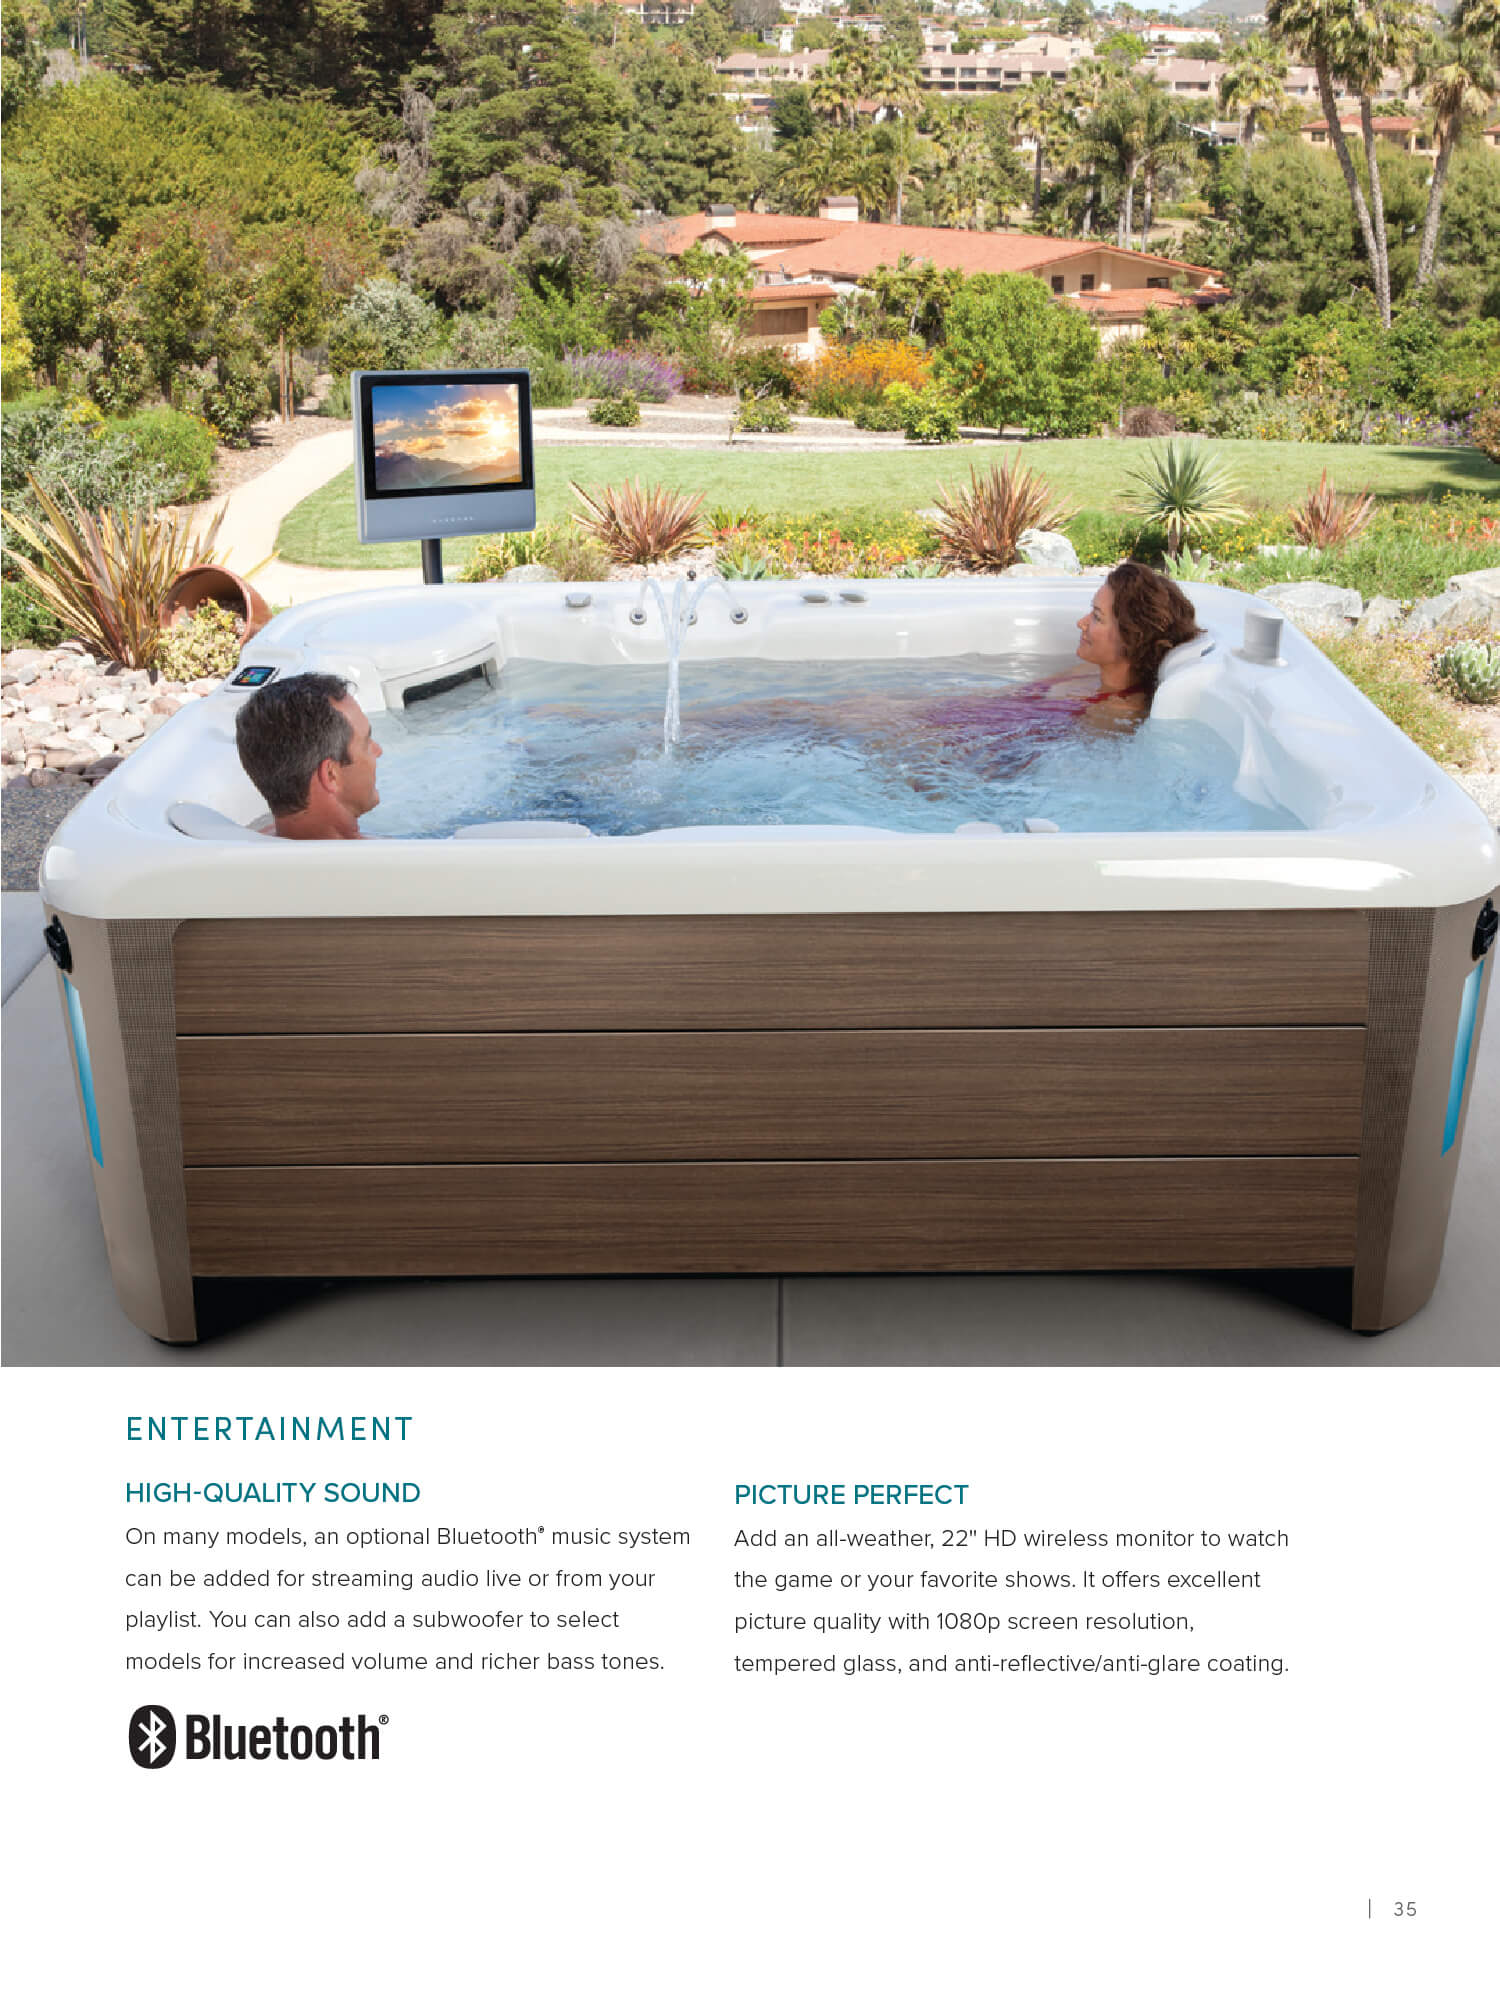 ENTERTAINMENT
HIGH-QUALITY SOUND
On many models, an optional Bluetooth® music system
can be added for streaming audio live or from your
playlist. You can also add a subwoofer to select
models for increased volume and richer bass tones.
Bluetooth®
PICTURE PERFECT
Add an all-weather, 22" HD wireless monitor to watch
the game or your favorite shows. It offers excellent
picture quality with 1080p screen resolution,
tempered glass, and anti-reflective/anti-glare coating.
| 35